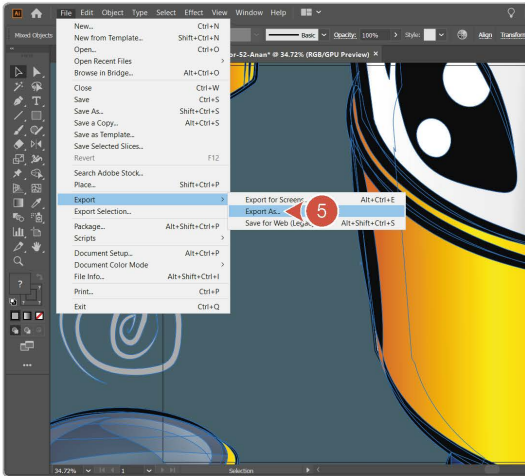 Ai File Edit Object Type Select Effect View Window Help
Mixed Objects Basic Opacity: 100% Style: Align Transform
or-52-Anan* @ 34.72% (RGB/GPU Preview) ×
New... Ctrl+N
New from Template... Shift+Ctrl+N
Open... Ctrl+O
Open Recent Files
Browse in Bridge... Alt+Ctrl+O
Close Ctrl+W
Save Ctrl+S
Save As... Shift+Ctrl+S
Save a Copy... Alt+Ctrl+S
Save as Template...
Save Selected Slices...
Revert F12
Search Adobe Stock...
Place... Shift+Ctrl+P
Export Export for Screens... Alt+Ctrl+E
Export Selection... Export As... 5
Package... Alt+Shift+Ctrl+P Save for Web (Legacy) Alt+Shift+Ctrl+S
Scripts
Document Setup... Alt+Ctrl+P
Document Color Mode
File Info... Alt+Shift+Ctrl+I
Print... Ctrl+P
Exit Ctrl+Q
?
34.72% 1 Selection